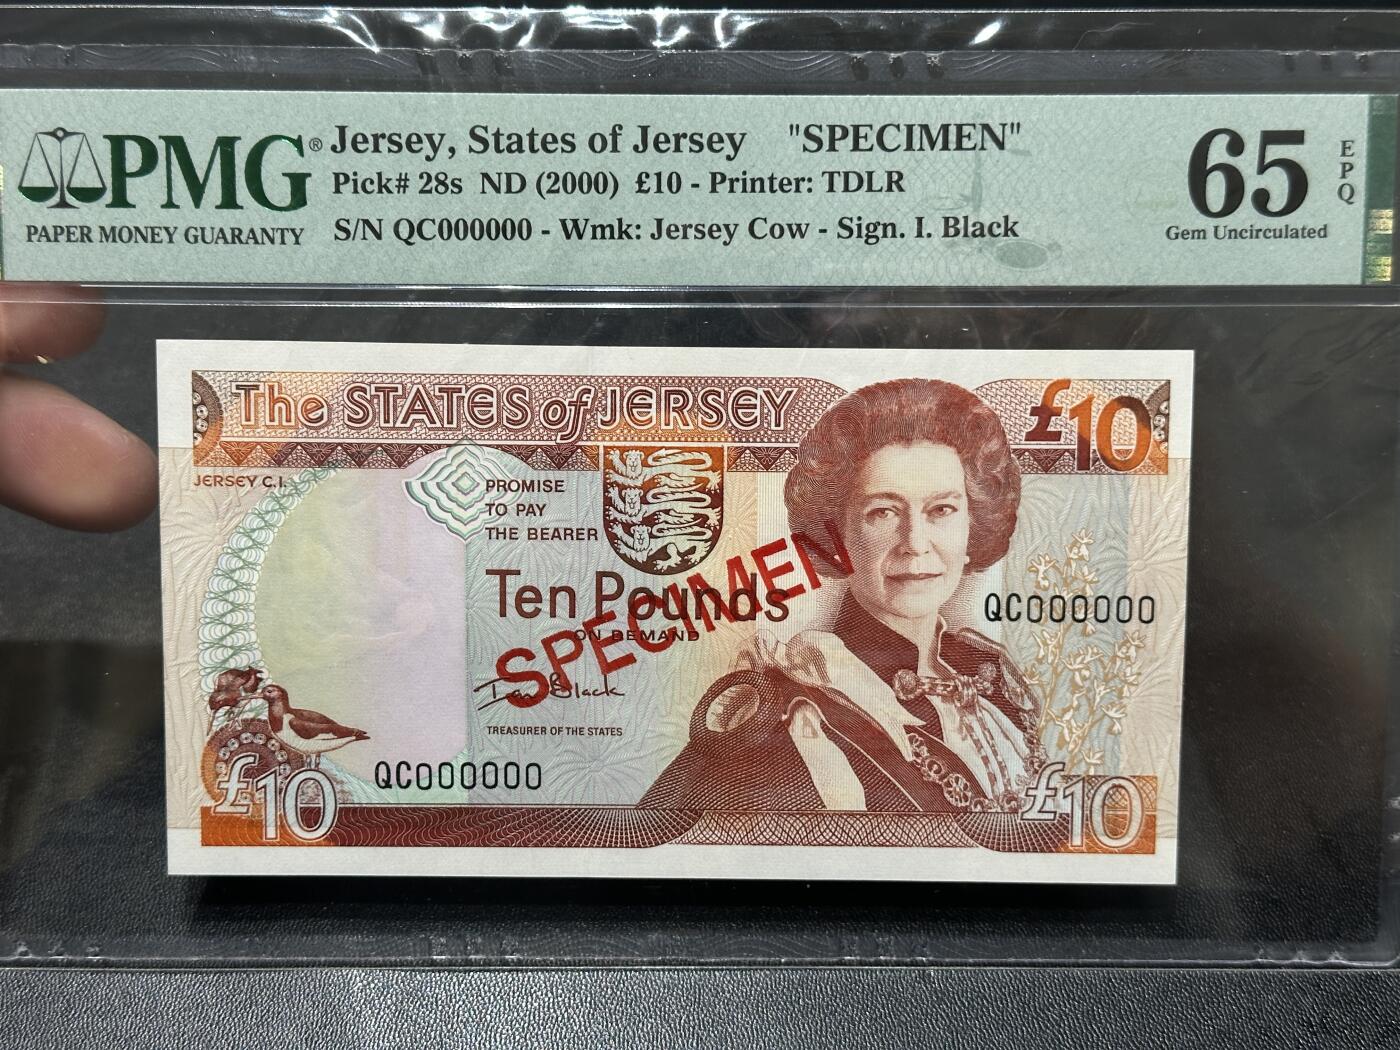 PMG®
PAPER MONEY GUARANTY
Jersey, States of Jersey "SPECIMEN"
Pick# 28s ND (2000) £10 - Printer: TDLR
S/N QC000000 - Wmk: Jersey Cow - Sign. I. Black
65
EPQ
Gem Uncirculated
The STATES of JERSEY
£10
JERSEY C.I.
PROMISE
TO PAY
THE BEARER
Ten Pounds
ON DEMAND
SPECIMEN
Ian Black
TREASURER OF THE STATES
QC000000
QC000000
£10
£10